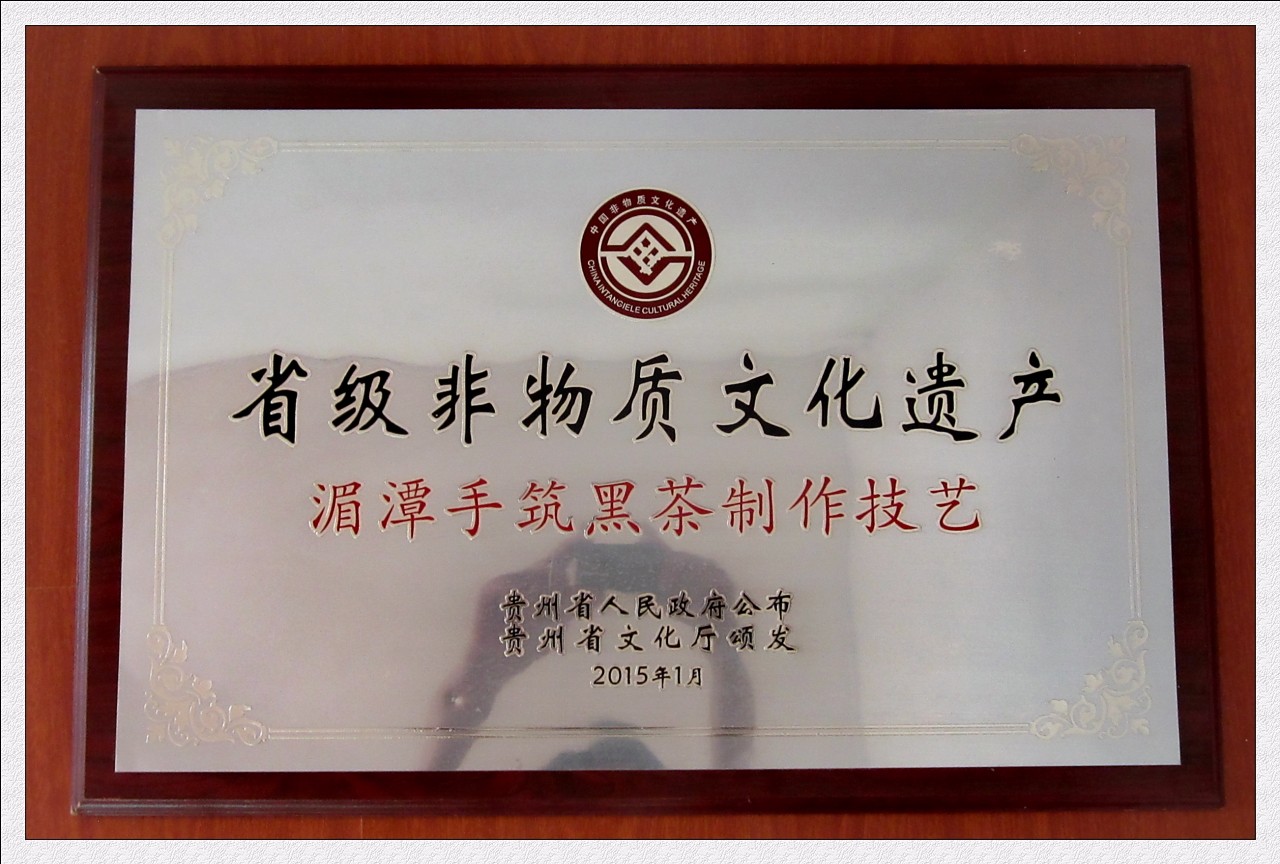 中国非物质文化遗产
CHINA INTANGIELE CULTURAL HERITAGE
省级非物质文化遗产
湄潭手筑黑茶制作技艺
贵州省人民政府公布
贵州省文化厅颂发
2015年1月